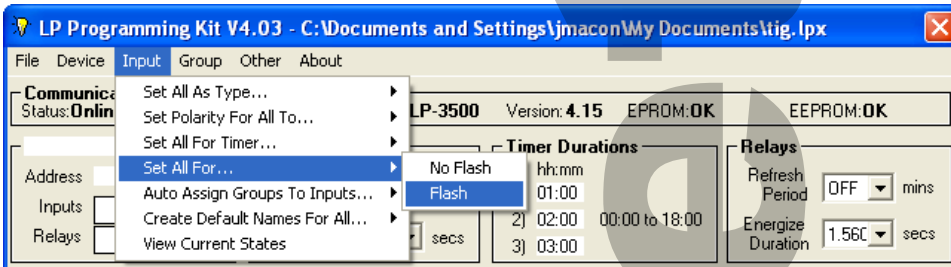 LP Programming Kit V4.03 - C:\Documents and Settings\jmacon\My Documents\tig.lpx
File Device Input Group Other About
Communica
Status:Onlin
LP-3500 Version: 4.15 EPROM:OK EEPROM:OK
Set All As Type...
Set Polarity For All To...
Set All For Timer...
Set All For...
Auto Assign Groups To Inputs...
Create Default Names For All...
View Current States
No Flash
Flash
Address
Inputs
Relays
secs
Timer Durations
hh:mm
01:00
2) 02:00 00:00 to 18:00
3) 03:00
Relays
Refresh Period OFF mins
Energize Duration 1.560 secs